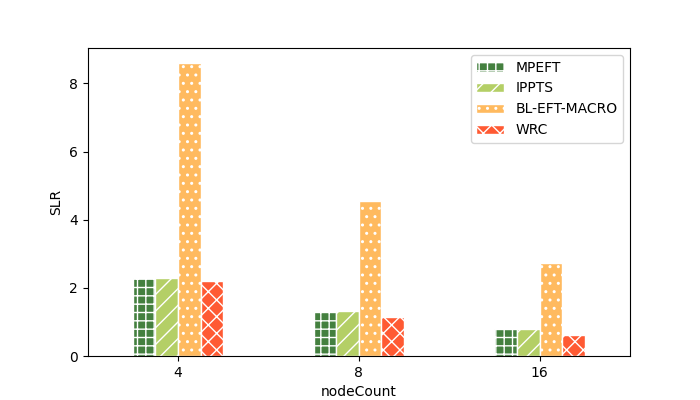 MPEFT
IPPTS
BL-EFT-MACRO
WRC
8
6
4
2
0
SLR
4 8 16
nodeCount